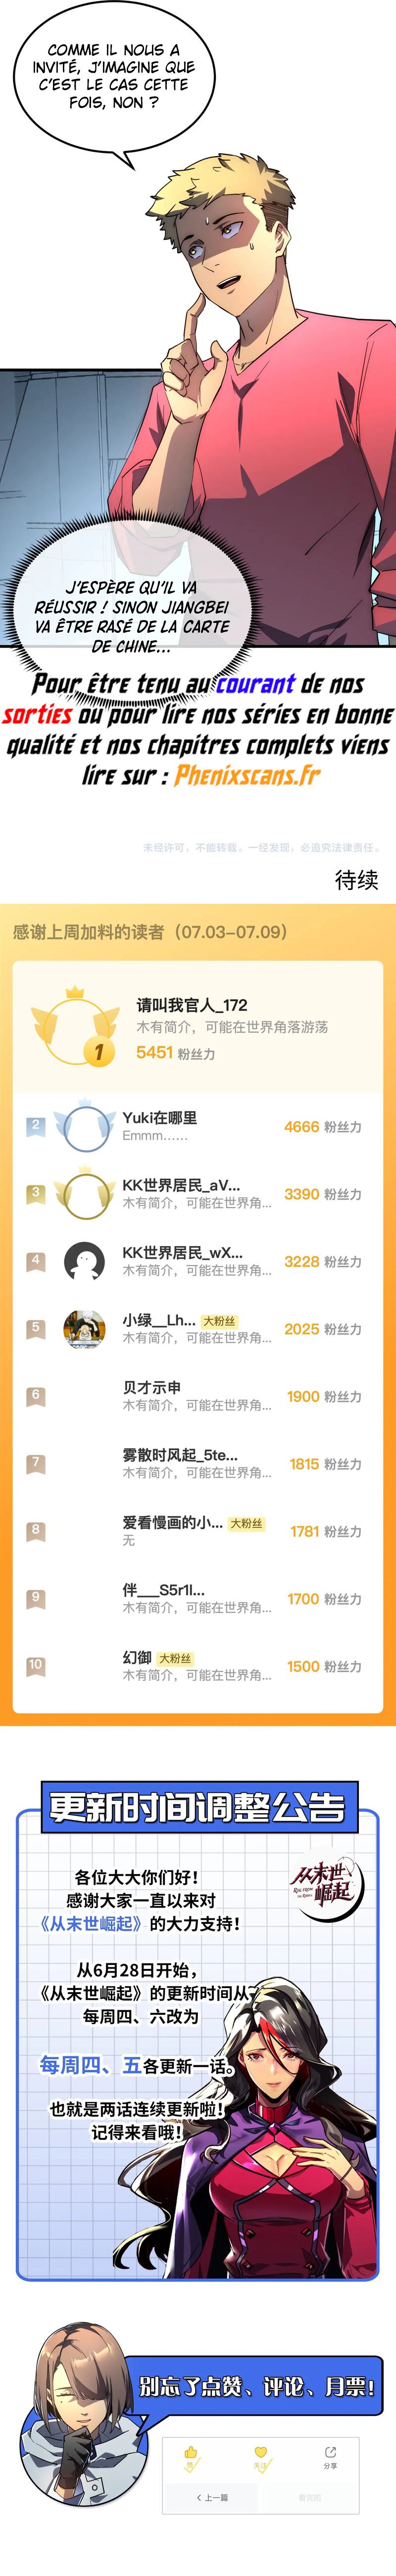 COMME IL NOUS A
INVITÉ, J'IMAGINE QUE
C'EST LE CAS CETTE
FOIS, NON ?
J'ESPÈRE QU'IL VA
RÉUSSIR ! SINON JIANGBEI
VA ÊTRE RASÉ DE LA CARTE
DE CHINE...
Pour être tenu au courant de nos
sorties ou pour lire nos séries en bonne
qualité et nos chapitres complets viens
lire sur : Phenixscans.fr
未经许可，不能转载。一经发现，必追究法律责任。
待续
感谢上周加料的读者（07.03-07.09）
请叫我官人_172
木有简介，可能在世界角落游荡
1
5451 粉丝力
2
Yuki在哪里
Emmm......
4666 粉丝力
3
KK世界居民_aV...
木有简介，可能在世界角...
3390 粉丝力
4
KK世界居民_wX...
木有简介，可能在世界角...
3228 粉丝力
5
小绿__Lh... 大粉丝
木有简介，可能在世界角...
2025 粉丝力
6
贝才示申
木有简介，可能在世界角...
1900 粉丝力
7
雾散时风起_5te...
木有简介，可能在世界角...
1815 粉丝力
8
爱看慢画的小... 大粉丝
无
1781 粉丝力
9
伴___S5r1l...
木有简介，可能在世界角...
1700 粉丝力
10
幻御 大粉丝
木有简介，可能在世界角...
1500 粉丝力
更新时间调整公告
从末世
崛起
各位大大你们好！
感谢大家一直以来对
《从末世崛起》的大力支持！
从6月28日开始，
《从末世崛起》的更新时间从
每周四、六改为
每周四、五各更新一话。
也就是两话连续更新啦！
记得来看哦！
别忘了点赞、评论、月票！
赞
关注
分享
上一篇